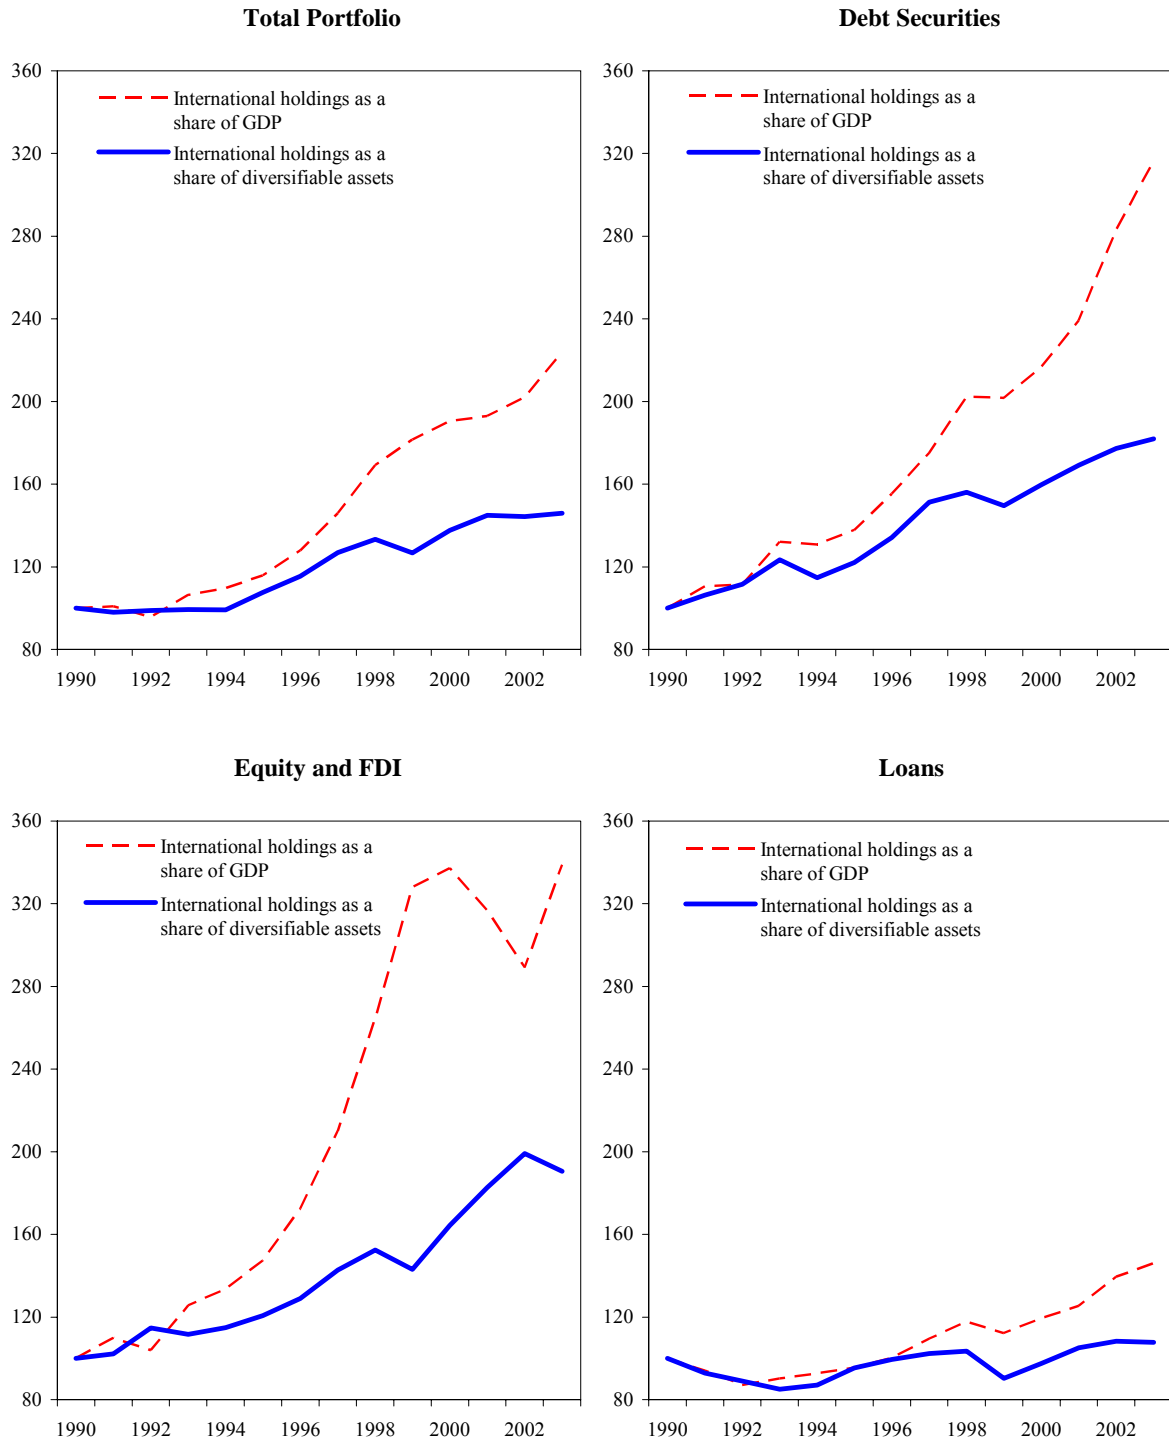 Total Portfolio
360
320
280
240
200
160
120
80
1990 1992 1994 1996 1998 2000 2002
International holdings as a
share of GDP
International holdings as a
share of diversifiable assets
Debt Securities
360
320
280
240
200
160
120
80
1990 1992 1994 1996 1998 2000 2002
International holdings as a
share of GDP
International holdings as a
share of diversifiable assets
Equity and FDI
360
320
280
240
200
160
120
80
1990 1992 1994 1996 1998 2000 2002
International holdings as a
share of GDP
International holdings as a
share of diversifiable assets
Loans
360
320
280
240
200
160
120
80
1990 1992 1994 1996 1998 2000 2002
International holdings as a
share of GDP
International holdings as a
share of diversifiable assets